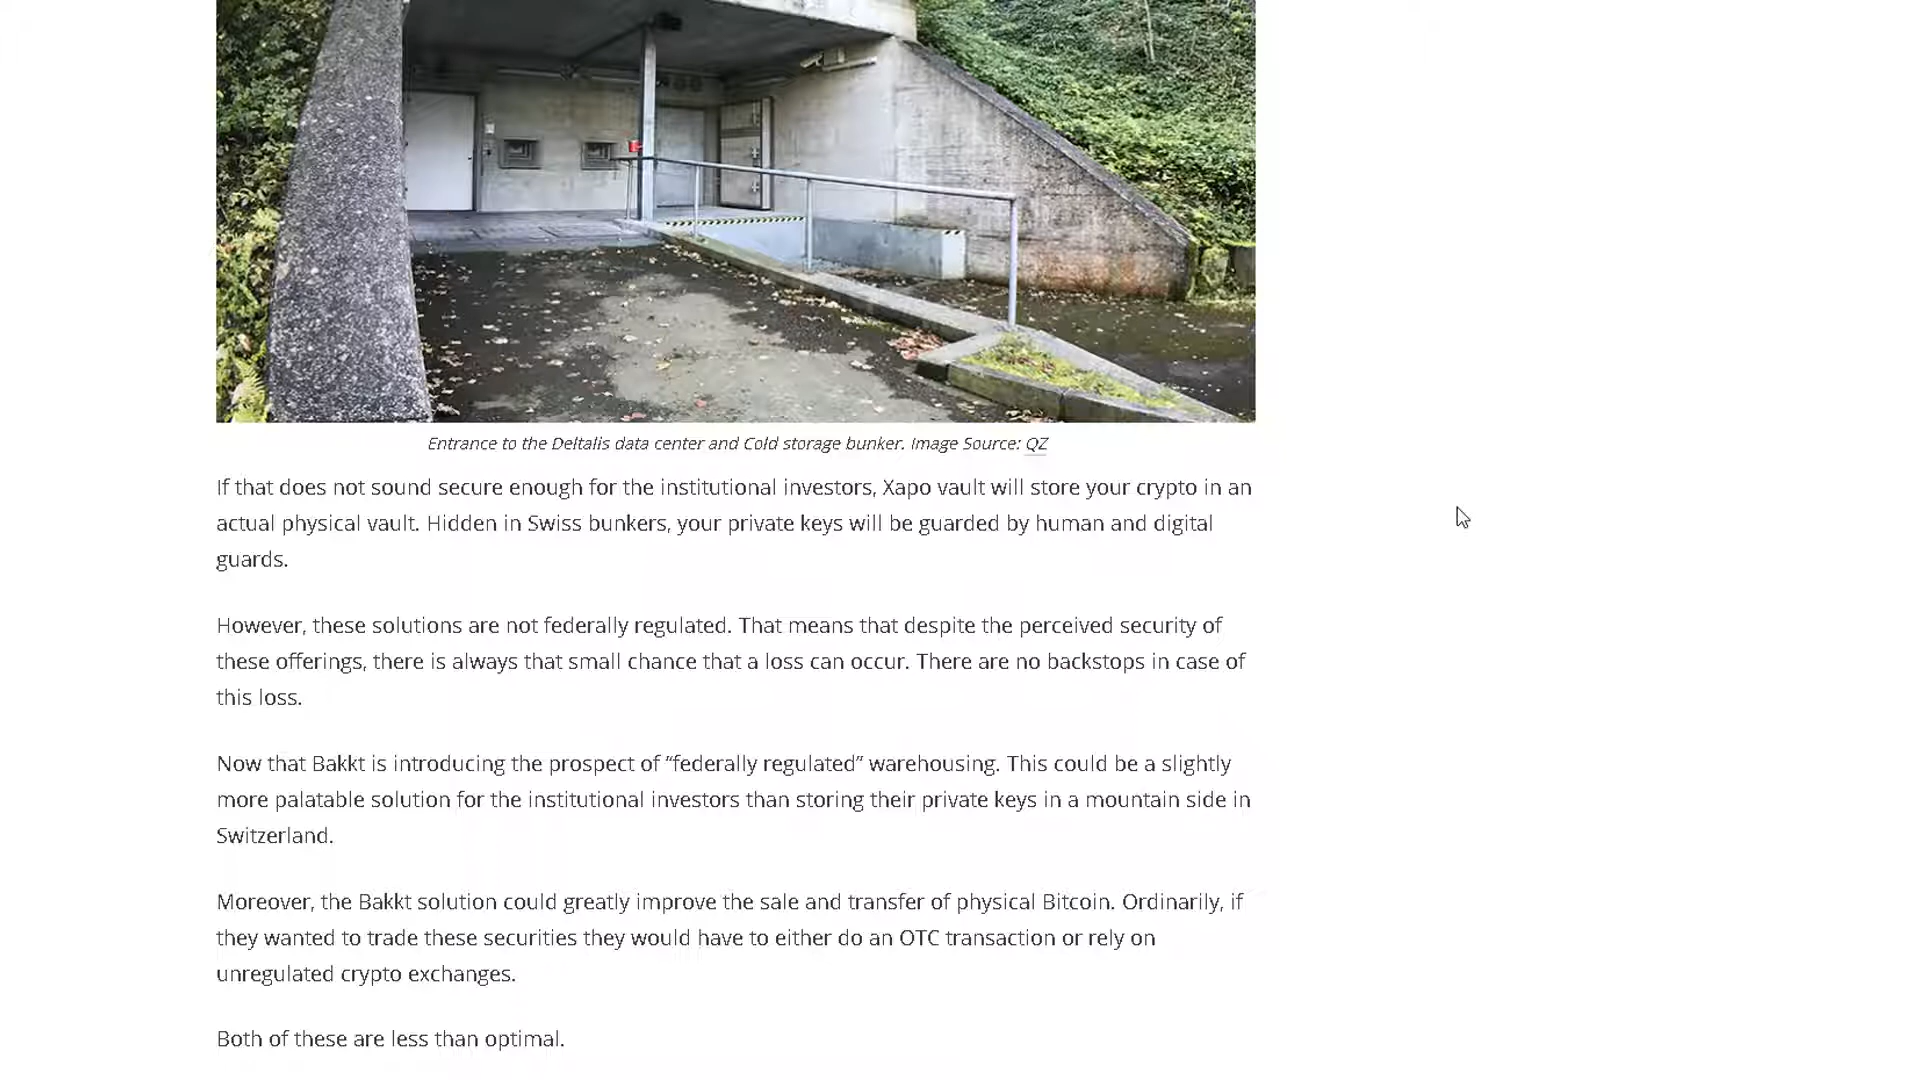 Entrance to the Deltalis data center and Cold storage bunker. Image Source: QZ
If that does not sound secure enough for the institutional investors, Xapo vault will store your crypto in an
actual physical vault. Hidden in Swiss bunkers, your private keys will be guarded by human and digital
guards.
However, these solutions are not federally regulated. That means that despite the perceived security of
these offerings, there is always that small chance that a loss can occur. There are no backstops in case of
this loss.
Now that Bakkt is introducing the prospect of “federally regulated” warehousing. This could be a slightly
more palatable solution for the institutional investors than storing their private keys in a mountain side in
Switzerland.
Moreover, the Bakkt solution could greatly improve the sale and transfer of physical Bitcoin. Ordinarily, if
they wanted to trade these securities they would have to either do an OTC transaction or rely on
unregulated crypto exchanges.
Both of these are less than optimal.